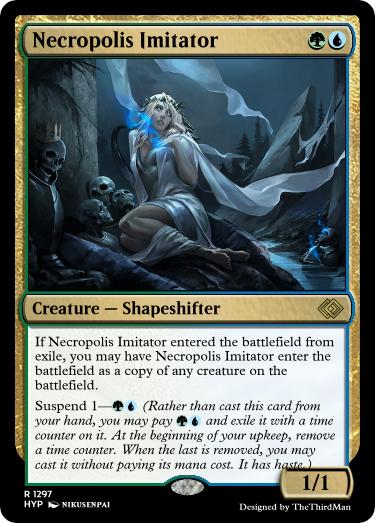 Necropolis Imitator
Creature — Shapeshifter
If Necropolis Imitator entered the battlefield from
exile, you may have Necropolis Imitator enter the
battlefield as a copy of any creature on the
battlefield.
Suspend 1— (Rather than cast this card from
your hand, you may pay and exile it with a time
counter on it. At the beginning of your upkeep, remove
a time counter. When the last is removed, you may
cast it without paying its mana cost. It has haste.)
1/1
R 1297
HYP NIKUSENPAI
Designed by TheThirdMan